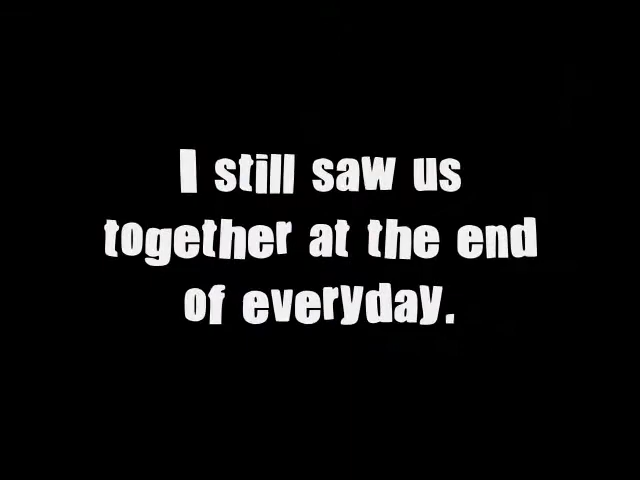 I still saw us
together at the end
of everyday.